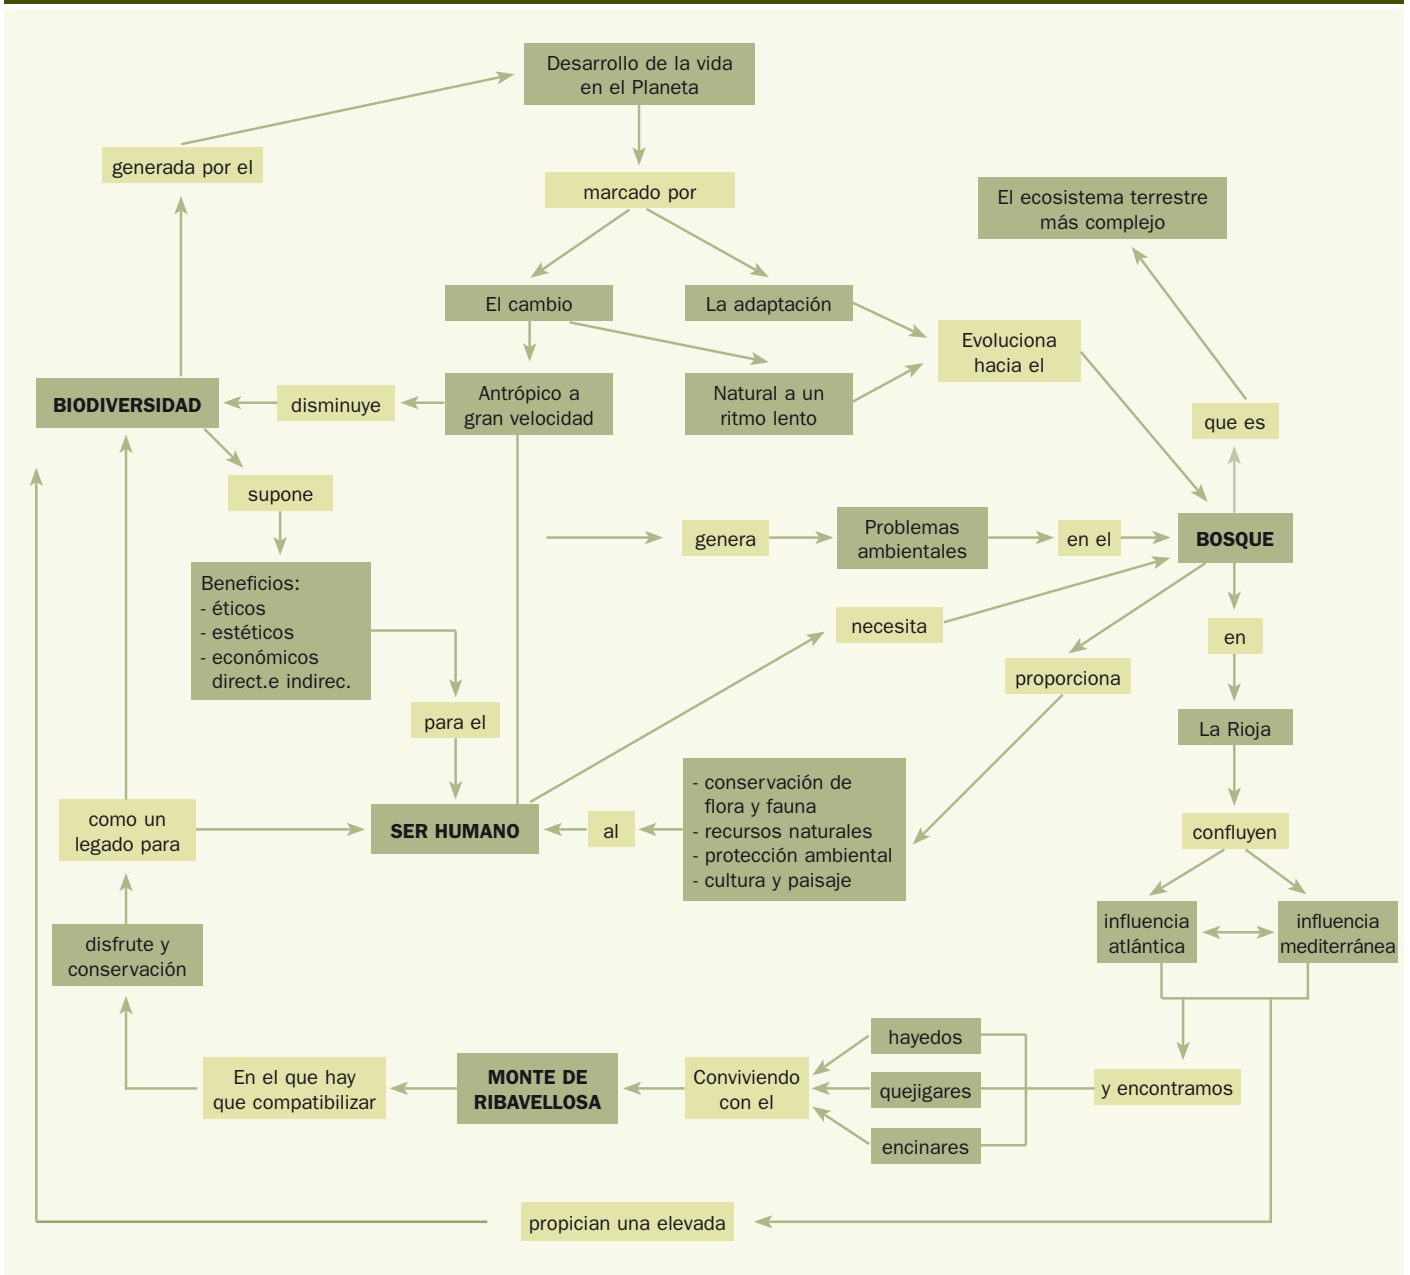 Desarrollo de la vida
en el Planeta
generada por el
marcado por
El ecosistema terrestre
más complejo
El cambio
La adaptación
Evoluciona
hacia el
BIODIVERSIDAD
disminuye
Antrópico a
gran velocidad
Natural a un
ritmo lento
que es
supone
genera
Problemas
ambientales
en el
BOSQUE
Beneficios:
- éticos
- estéticos
- económicos
direct.e indirec.
necesita
en
proporciona
para el
La Rioja
como un
legado para
SER HUMANO
al
- conservación de
flora y fauna
- recursos naturales
- protección ambiental
- cultura y paisaje
confluyen
influencia
atlántica
influencia
mediterránea
disfrute y
conservación
hayedos
En el que hay
que compatibilizar
MONTE DE
RIBAVELLOSA
Conviviendo
con el
quejigares
y encontramos
encinares
propician una elevada